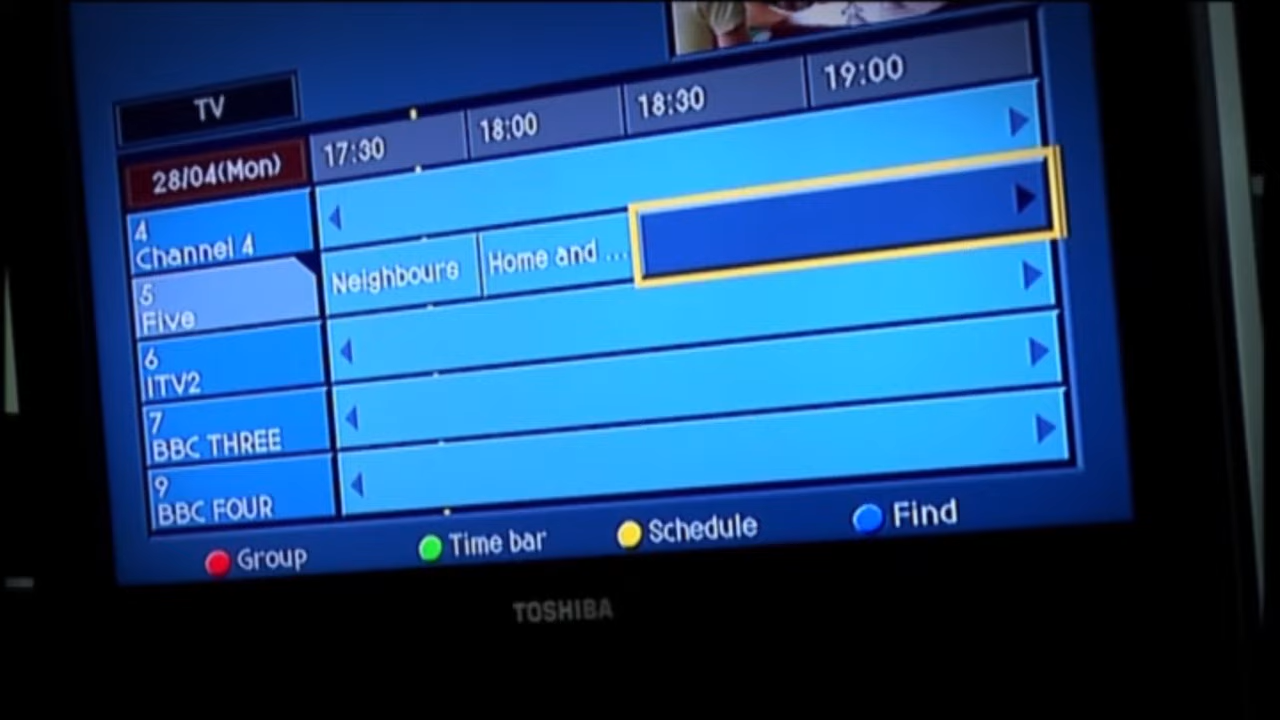 TV
17:30 18:00 18:30 19:00
28/04(Mon)
4
Channel 4
5
Five
Neighbours Home and ...
6
ITV2
7
BBC THREE
9
BBC FOUR
Group Time bar Schedule Find
TOSHIBA